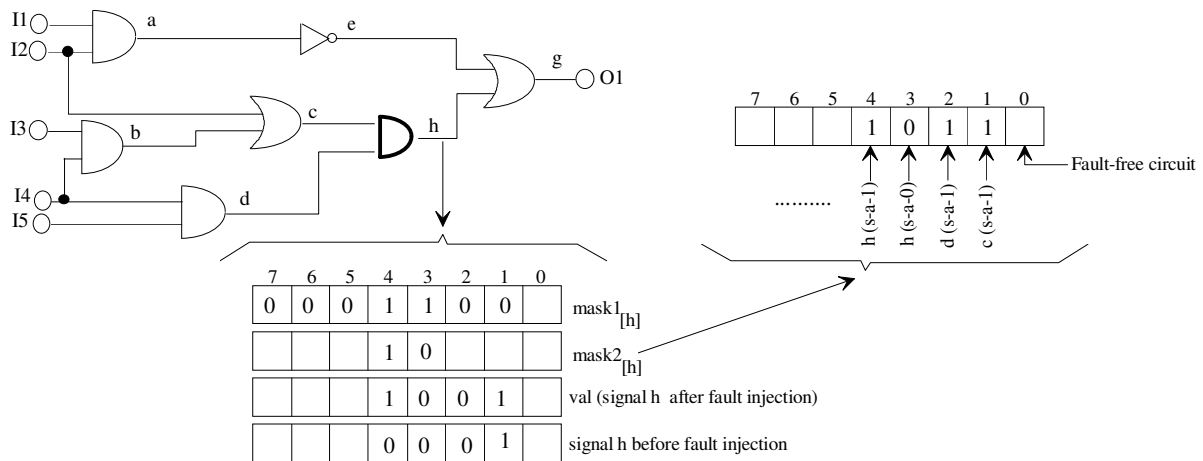 I1
a
e
I2
g
O1
c
I3
b
h
I4
d
I5
7 6 5 4 3 2 1 0
1 0 1 1
Fault-free circuit
..........
h (s-a-1)
h (s-a-0)
d (s-a-1)
c (s-a-1)
7 6 5 4 3 2 1 0
0 0 0 1 1 0 0
mask1[h]
1 0
mask2[h]
1 0 0 1
val (signal h after fault injection)
0 0 0 1
signal h before fault injection